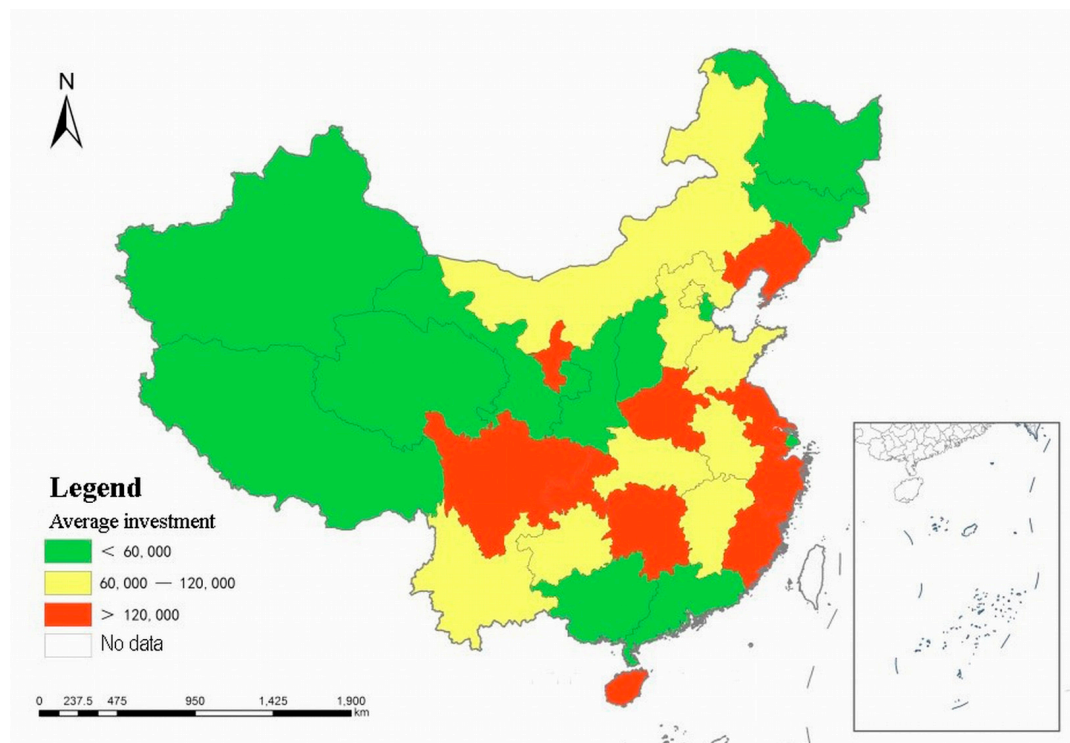 N
Legend
Average investment
< 60,000
60,000 — 120,000
> 120,000
No data
0 237.5 475 950 1,425 1,900
km